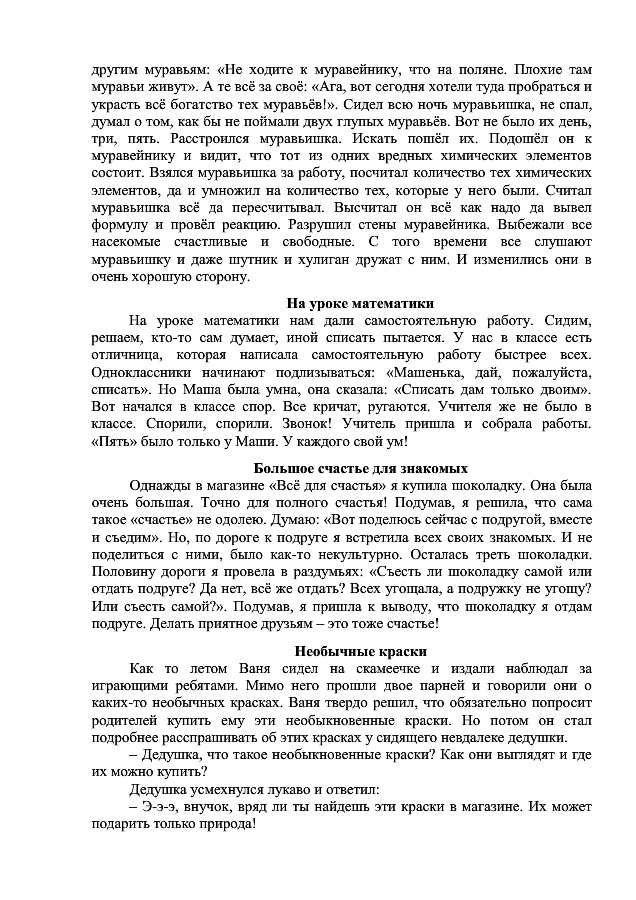 другим муравьям: «Не ходите к муравейнику, что на поляне. Плохие там
муравьи живут». А те всё за своё: «Ага, вот сегодня хотели туда пробраться и
украсть всё богатство тех муравьёв!». Сидел всю ночь муравьишка, не спал,
думал о том, как бы не поймали двух глупых муравьёв. Вот не было их день,
три, пять. Расстроился муравьишка. Искать пошёл их. Подошёл он к
муравейнику и видит, что тот из одних вредных химических элементов
состоит. Взялся муравьишка за работу, посчитал количество тех химических
элементов, да и умножил на количество тех, которые у него были. Считал
муравьишка всё да пересчитывал. Высчитал он всё как надо да вывел
формулу и провёл реакцию. Разрушил стены муравейника. Выбежали все
насекомые счастливые и свободные. С того времени все слушают
муравьишку и даже шутник и хулиган дружат с ним. И изменились они в
очень хорошую сторону.
На уроке математики
На уроке математики нам дали самостоятельную работу. Сидим,
решаем, кто-то сам думает, иной списать пытается. У нас в классе есть
отличница, которая написала самостоятельную работу быстрее всех.
Одноклассники начинают подлизываться: «Машенька, дай, пожалуйста,
списать». Но Маша была умна, она сказала: «Списать дам только двоим».
Вот начался в классе спор. Все кричат, ругаются. Учителя же не было в
классе. Спорили, спорили. Звонок! Учитель пришла и собрала работы.
«Пять» было только у Маши. У каждого свой ум!
Большое счастье для знакомых
Однажды в магазине «Всё для счастья» я купила шоколадку. Она была
очень большая. Точно для полного счастья! Подумав, я решила, что сама
такое «счастье» не одолею. Думаю: «Вот поделюсь сейчас с подругой, вместе
и съедим». Но, по дороге к подруге я встретила всех своих знакомых. И не
поделиться с ними, было как-то некультурно. Осталась треть шоколадки.
Половину дороги я провела в раздумьях: «Съесть ли шоколадку самой или
отдать подруге? Да нет, всё же отдать? Всех угощала, а подружку не угощу?
Или съесть самой?». Подумав, я пришла к выводу, что шоколадку я отдам
подруге. Делать приятное друзьям – это тоже счастье!
Необычные краски
Как то летом Ваня сидел на скамеечке и издали наблюдал за
играющими ребятами. Мимо него прошли двое парней и говорили они о
каких-то необычных красках. Ваня твердо решил, что обязательно попросит
родителей купить ему эти необыкновенные краски. Но потом он стал
подробнее расспрашивать об этих красках у сидящего невдалеке дедушки.
– Дедушка, что такое необыкновенные краски? Как они выглядят и где
их можно купить?
Дедушка усмехнулся лукаво и ответил:
– Э-э-э, внучок, вряд ли ты найдешь эти краски в магазине. Их может
подарить только природа!